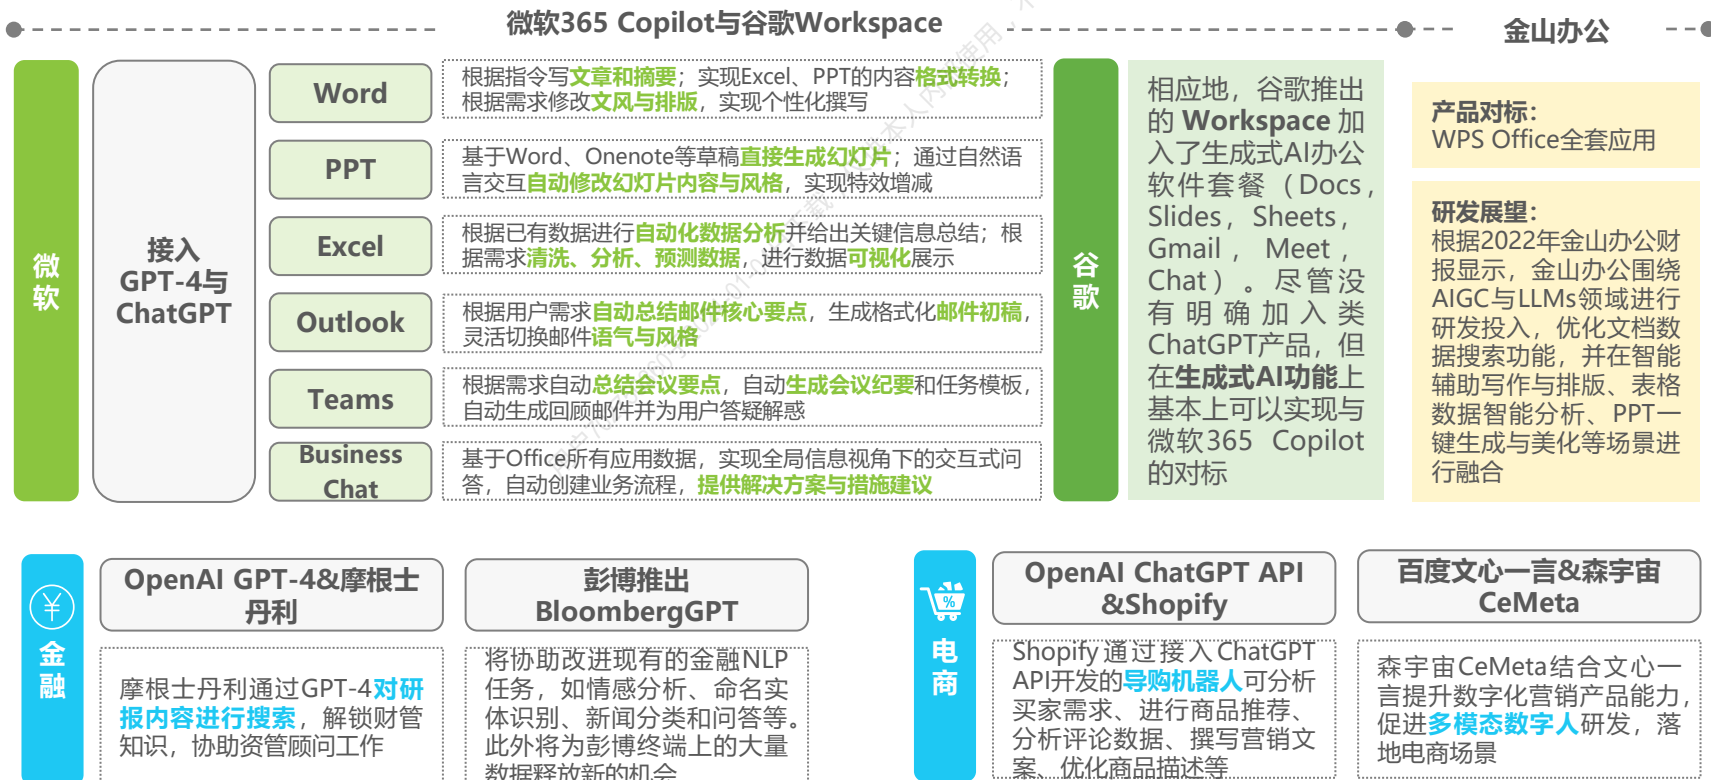 微软365 Copilot与谷歌Workspace
金山办公
微软
接入
GPT-4与
ChatGPT
Word
根据指令写文章和摘要；实现Excel、PPT的内容格式转换；
根据需求修改文风与排版，实现个性化撰写
PPT
基于Word、Onenote等草稿直接生成幻灯片；通过自然语
言交互自动修改幻灯片内容与风格，实现特效增减
Excel
根据已有数据进行自动化数据分析并给出关键信息总结；根
据需求清洗、分析、预测数据，进行数据可视化展示
Outlook
根据用户需求自动总结邮件核心要点，生成格式化邮件初稿，
灵活切换邮件语气与风格
Teams
根据需求自动总结会议要点，自动生成会议纪要和任务模板，
自动生成回顾邮件并为用户答疑解惑
Business
Chat
基于Office所有应用数据，实现全局信息视角下的交互式问
答，自动创建业务流程，提供解决方案与措施建议
谷歌
相应地，谷歌推出
的 Workspace 加
入了生成式AI办公
软件套餐（Docs，
Slides，Sheets，
Gmail，Meet，
Chat）。尽管没
有明确加入类
ChatGPT产品，但
在生成式AI功能上
基本上可以实现与
微软365 Copilot
的对标
产品对标：
WPS Office全套应用
研发展望：
根据2022年金山办公财
报显示，金山办公围绕
AIGC与LLMs领域进行
研发投入，优化文档数
据搜索功能，并在智能
辅助写作与排版、表格
数据智能分析、PPT一
键生成与美化等场景进
行融合
金融
OpenAI GPT-4&摩根士
丹利
摩根士丹利通过GPT-4对研
报内容进行搜索，解锁财管
知识，协助资管顾问工作
彭博推出
BloombergGPT
将协助改进现有的金融NLP
任务，如情感分析、命名实
体识别、新闻分类和问答等。
此外将为彭博终端上的大量
数据释放新的机会
%
电商
OpenAI ChatGPT API
&Shopify
Shopify通过接入ChatGPT
API开发的导购机器人可分析
买家需求、进行商品推荐、
分析评论数据、撰写营销文
案、优化商品描述等
百度文心一言&森宇宙
CeMeta
森宇宙CeMeta结合文心一
言提升数字化营销产品能力，
促进多模态数字人研发，落
地电商场景